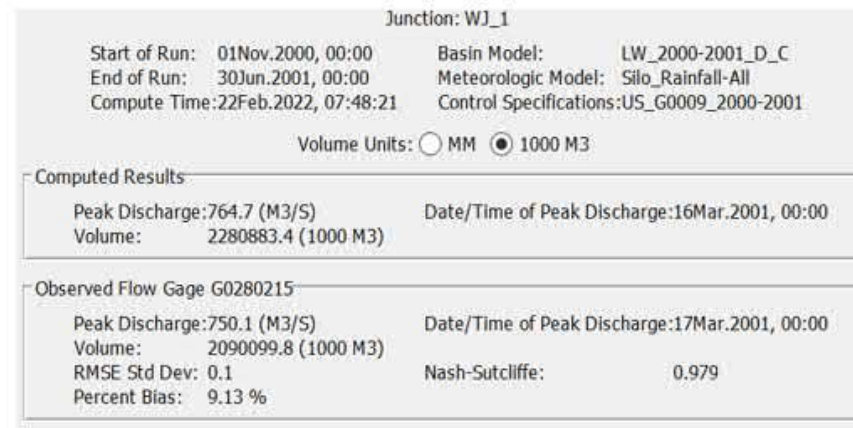 Junction: WJ_1
Start of Run: 01Nov.2000, 00:00 Basin Model: LW_2000-2001_D_C
End of Run: 30Jun.2001, 00:00 Meteorologic Model: Silo_Rainfall-All
Compute Time:22Feb.2022, 07:48:21 Control Specifications:US_G0009_2000-2001
Volume Units: MM 1000 M3
Computed Results
Peak Discharge:764.7 (M3/S) Date/Time of Peak Discharge:16Mar.2001, 00:00
Volume: 2280883.4 (1000 M3)
Observed Flow Gage G0280215
Peak Discharge:750.1 (M3/S) Date/Time of Peak Discharge:17Mar.2001, 00:00
Volume: 2090099.8 (1000 M3)
RMSE Std Dev: 0.1 Nash-Sutcliffe: 0.979
Percent Bias: 9.13 %